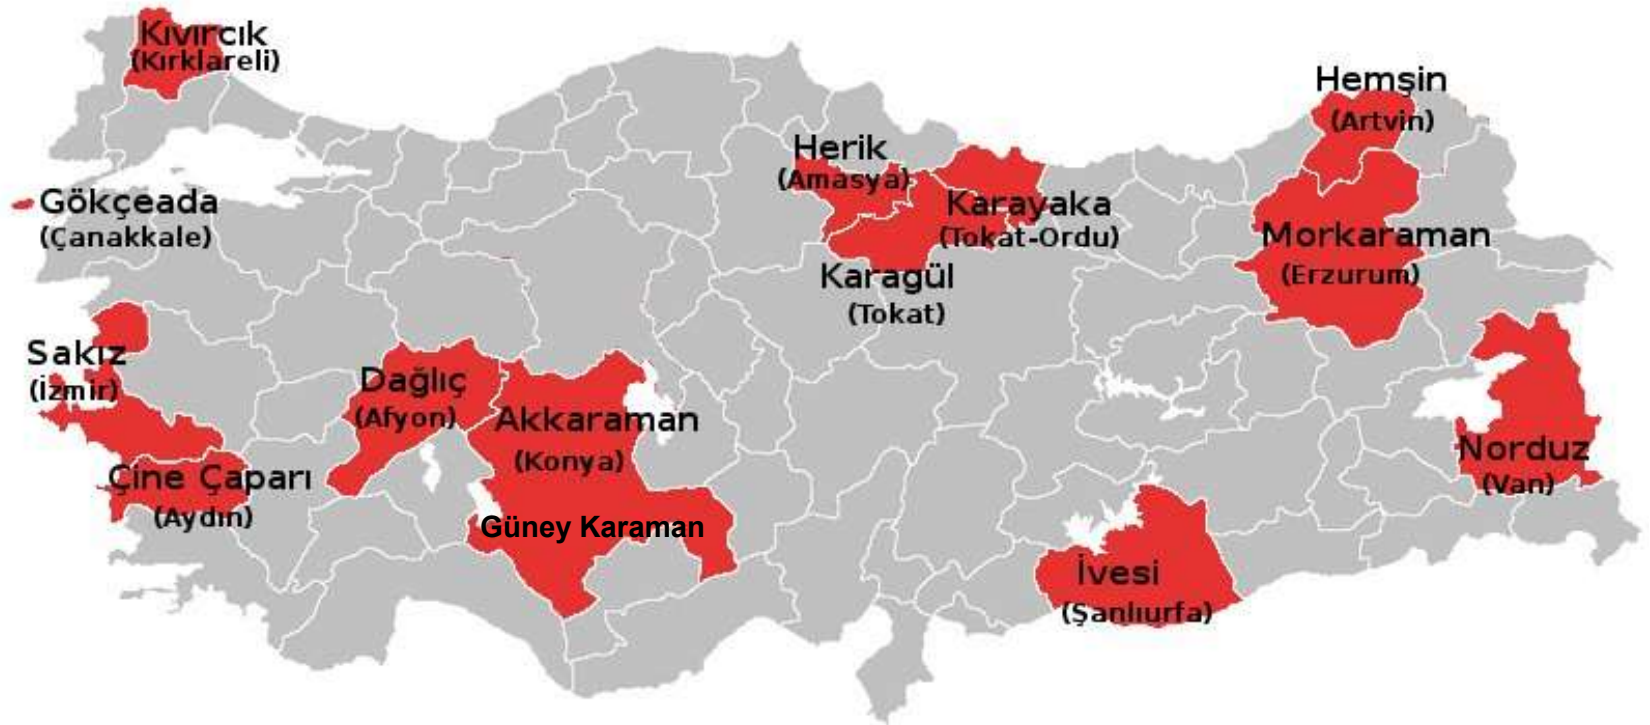 Kıvırcık
(Kırklareli)
Hemşin
(Artvin)
Herik
(Amasya)
Gökçeada
(Çanakkale)
Karayaka
(Tokat-Ordu)
Morkaraman
(Erzurum)
Karagül
(Tokat)
Sakız
(İzmir)
Dağlıç
(Afyon)
Akkaraman
(Konya)
Norduz
(Van)
Çine Çaparı
(Aydın)
Güney Karaman
İvesi
(Şanlıurfa)